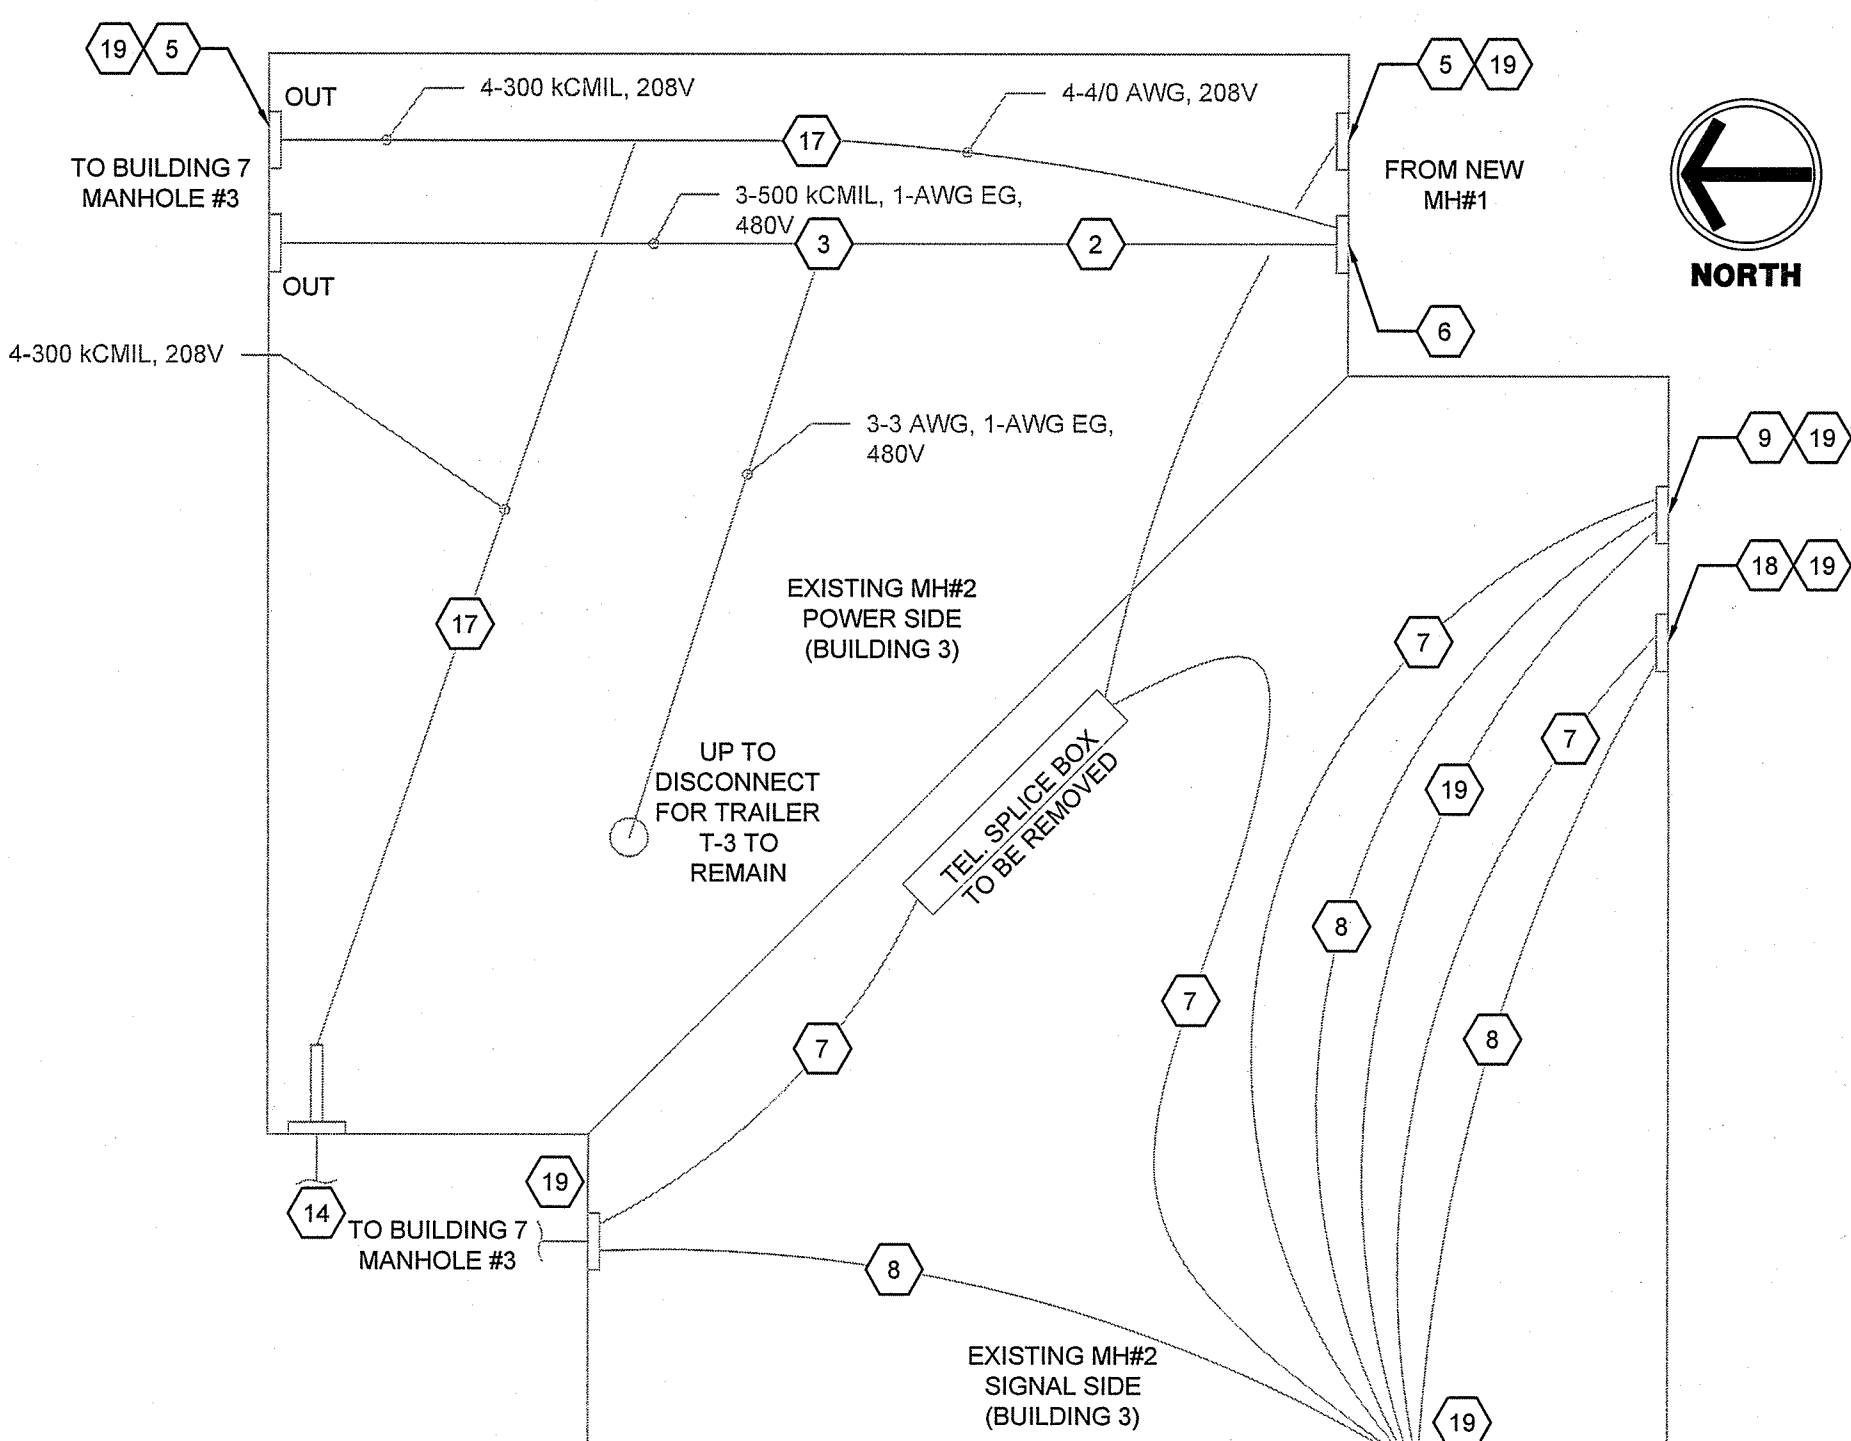 19 5
5 19
OUT
4-300 kCMIL, 208V
4-4/0 AWG, 208V
17
TO BUILDING 7
MANHOLE #3
FROM NEW
MH#1
3-500 kCMIL, 1-AWG EG,
480V
3
2
NORTH
OUT
6
4-300 kCMIL, 208V
3-3 AWG, 1-AWG EG,
480V
9 19
18 19
EXISTING MH#2
POWER SIDE
(BUILDING 3)
17
7
7
UP TO
DISCONNECT
FOR TRAILER
T-3 TO
REMAIN
TEL. SPLICE BOX
TO BE REMOVED
19
8
7
7
8
19
14
TO BUILDING 7
MANHOLE #3
8
EXISTING MH#2
SIGNAL SIDE
(BUILDING 3)
19